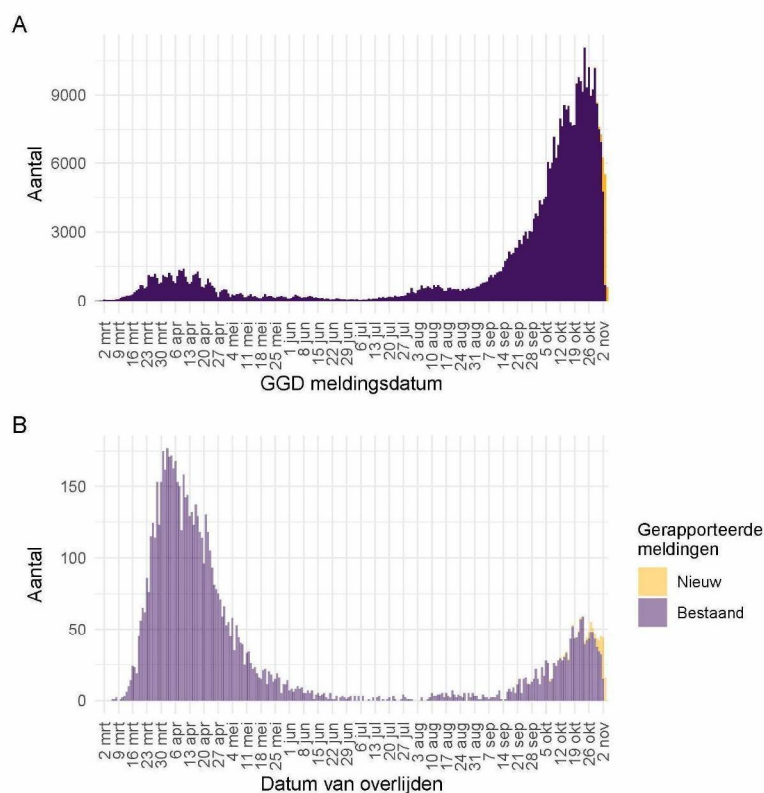 A
9000
6000
3000
0
Aantal
2 mrt
9 mrt
16 mrt
23 mrt
30 mrt
6 apr
13 apr
20 apr
27 apr
4 mei
11 mei
18 mei
25 mei
1 jun
8 jun
15 jun
22 jun
29 jun
6 jul
13 jul
20 jul
27 jul
3 aug
10 aug
17 aug
24 aug
31 aug
7 sep
14 sep
21 sep
28 sep
5 okt
12 okt
19 okt
26 okt
2 nov
GGD meldingsdatum
B
150
100
50
0
Aantal
2 mrt
9 mrt
16 mrt
23 mrt
30 mrt
6 apr
13 apr
20 apr
27 apr
4 mei
11 mei
18 mei
25 mei
1 jun
8 jun
15 jun
22 jun
29 jun
6 jul
13 jul
20 jul
27 jul
3 aug
10 aug
17 aug
24 aug
31 aug
7 sep
14 sep
21 sep
28 sep
5 okt
12 okt
19 okt
26 okt
2 nov
Datum van overlijden
Gerapporteerde
meldingen
Nieuw
Bestaand